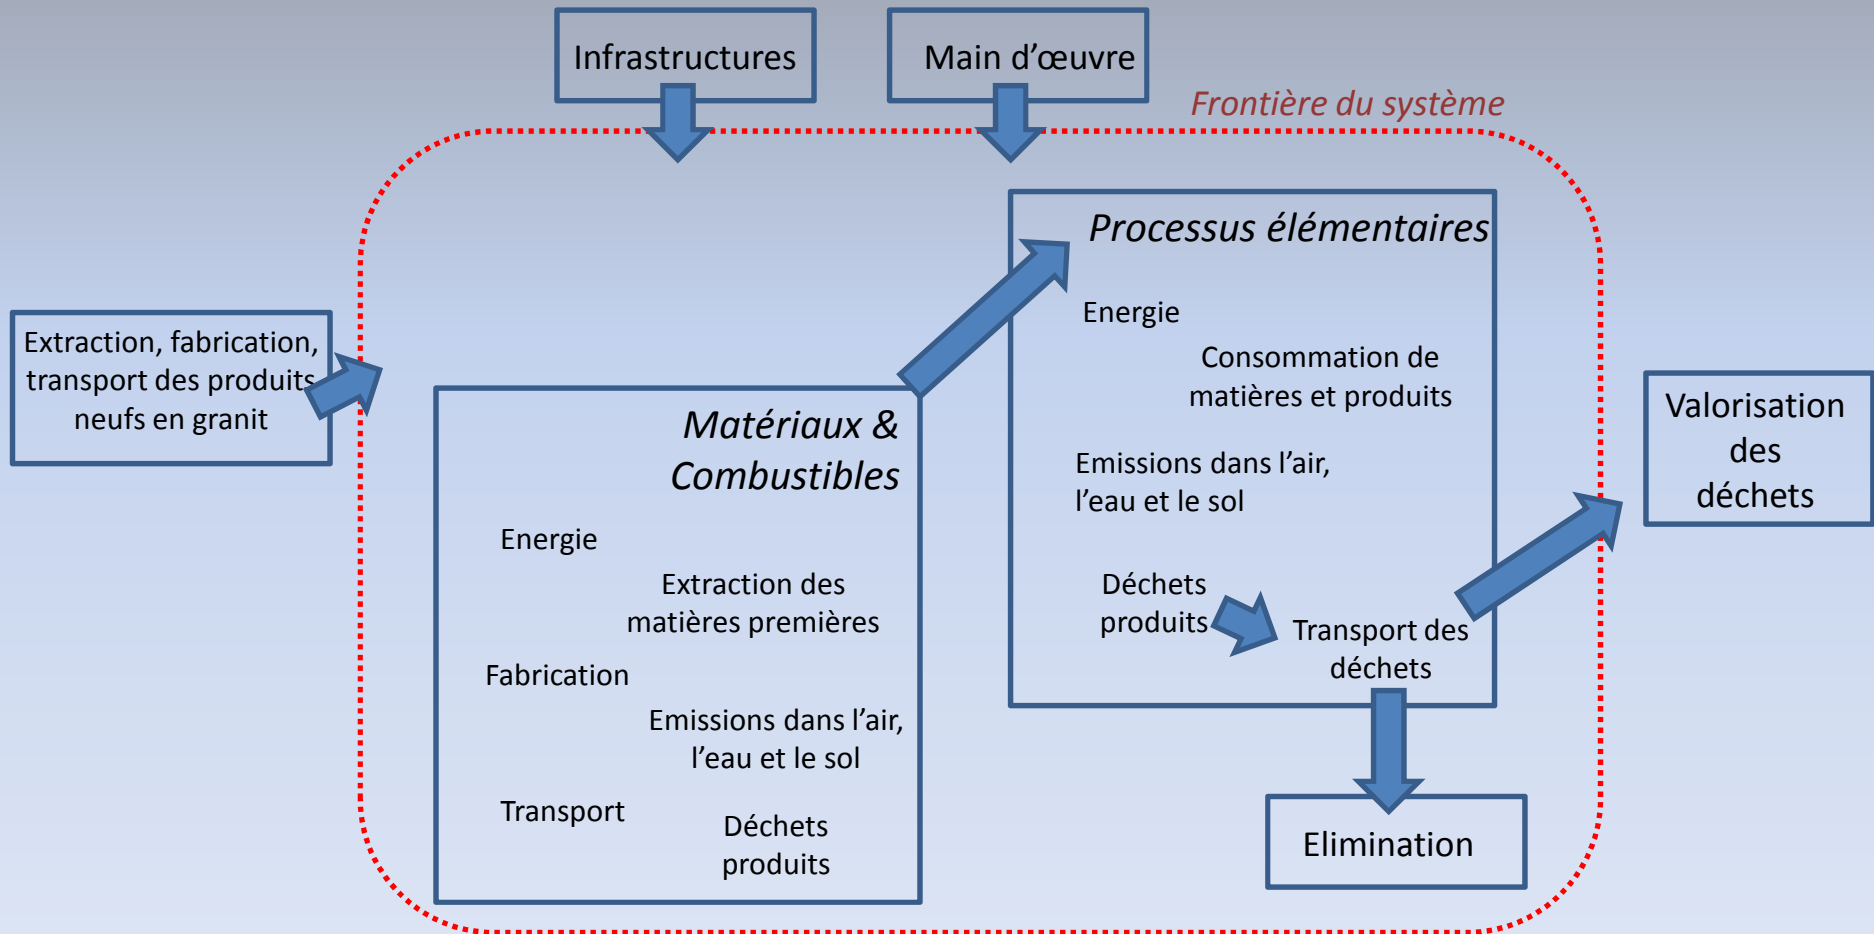 Infrastructures
Main d’œuvre
Frontière du système
Extraction, fabrication,
transport des produits
neufs en granit
Matériaux &
Combustibles
Energie
Extraction des
matières premières
Fabrication
Emissions dans l’air,
l’eau et le sol
Transport
Déchets
produits
Processus élémentaires
Energie
Consommation de
matières et produits
Emissions dans l’air,
l’eau et le sol
Déchets
produits
Transport des
déchets
Elimination
Valorisation
des
déchets